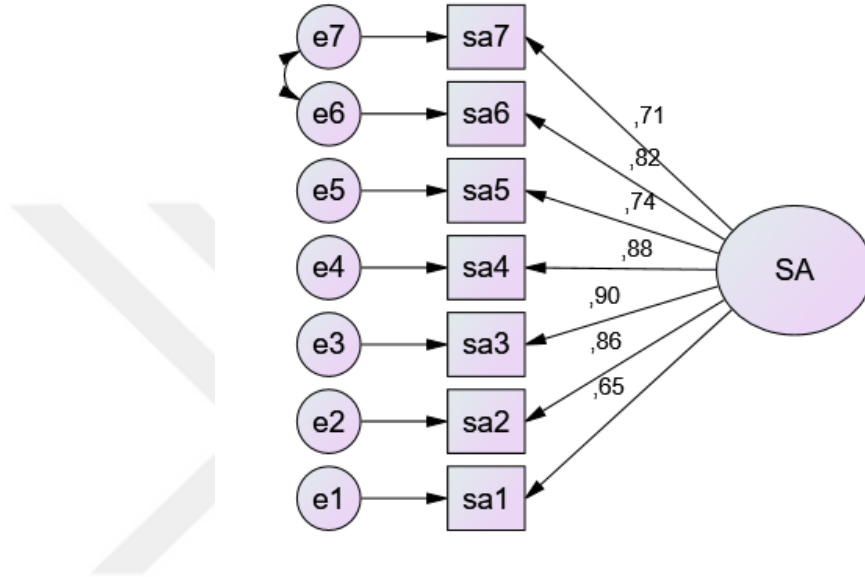 e7 sa7
,71
e6 sa6
,82
e5 sa5
,74
e4 sa4
,88
SA
,90
e3 sa3
,86
e2 sa2
,65
e1 sa1